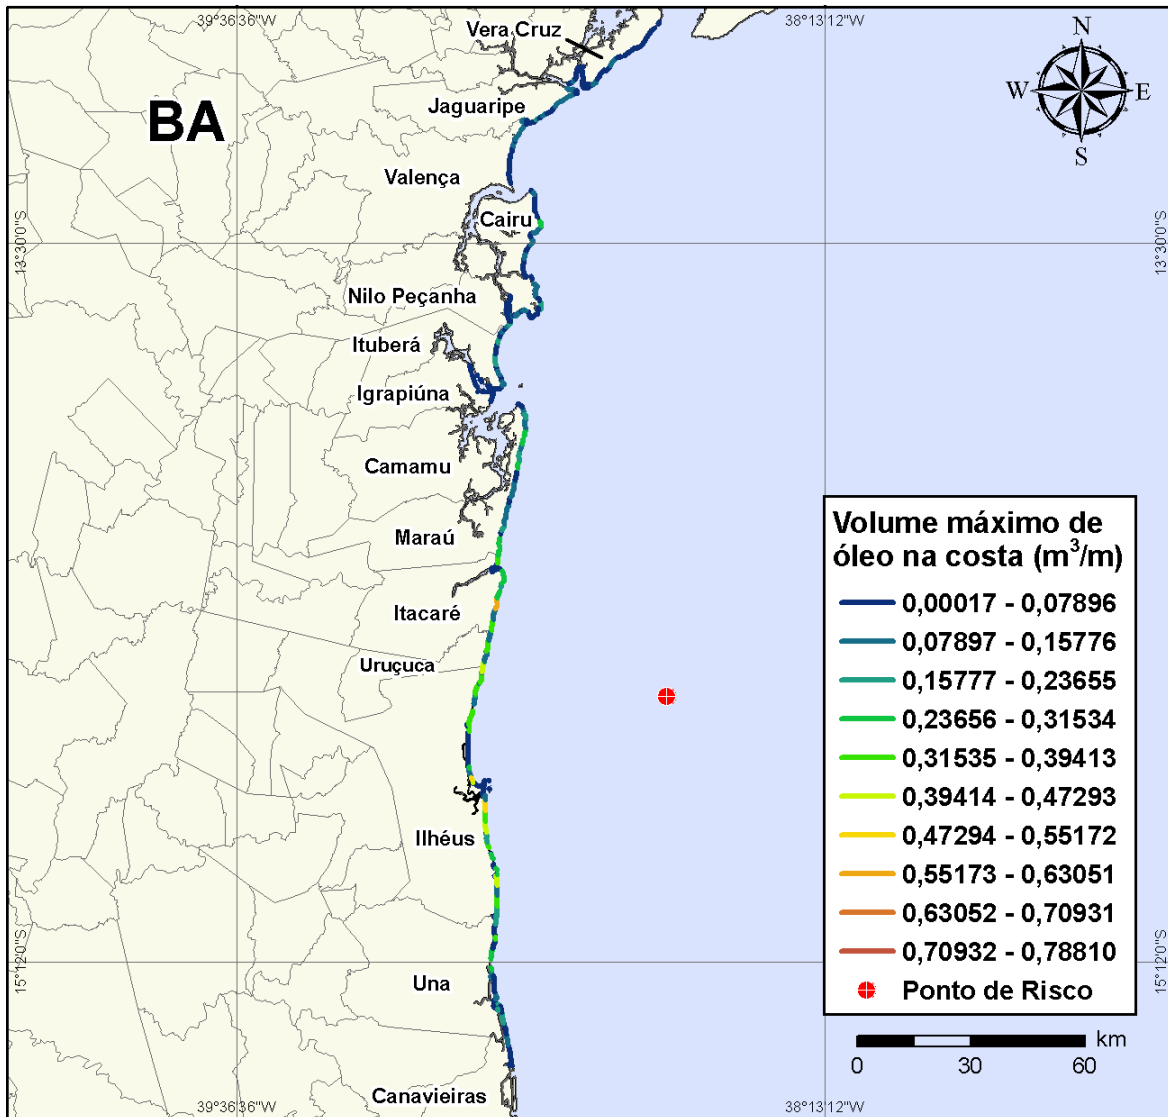 39°36'36"W
38°13'12"W
Vera Cruz
N
W
E
S
BA
Jaguaripe
Valença
Cairu
13°30'0"S
13°30'0"S
Nilo Peçanha
Ituberá
Igrapiúna
Camamu
Maraú
Itacaré
Uruçuca
Ilhéus
Una
Canavieiras
15°12'0"S
15°12'0"S
Volume máximo de
óleo na costa (m³/m)
0,00017 - 0,07896
0,07897 - 0,15776
0,15777 - 0,23655
0,23656 - 0,31534
0,31535 - 0,39413
0,39414 - 0,47293
0,47294 - 0,55172
0,55173 - 0,63051
0,63052 - 0,70931
0,70932 - 0,78810
Ponto de Risco
km
0 30 60
39°36'36"W
38°13'12"W